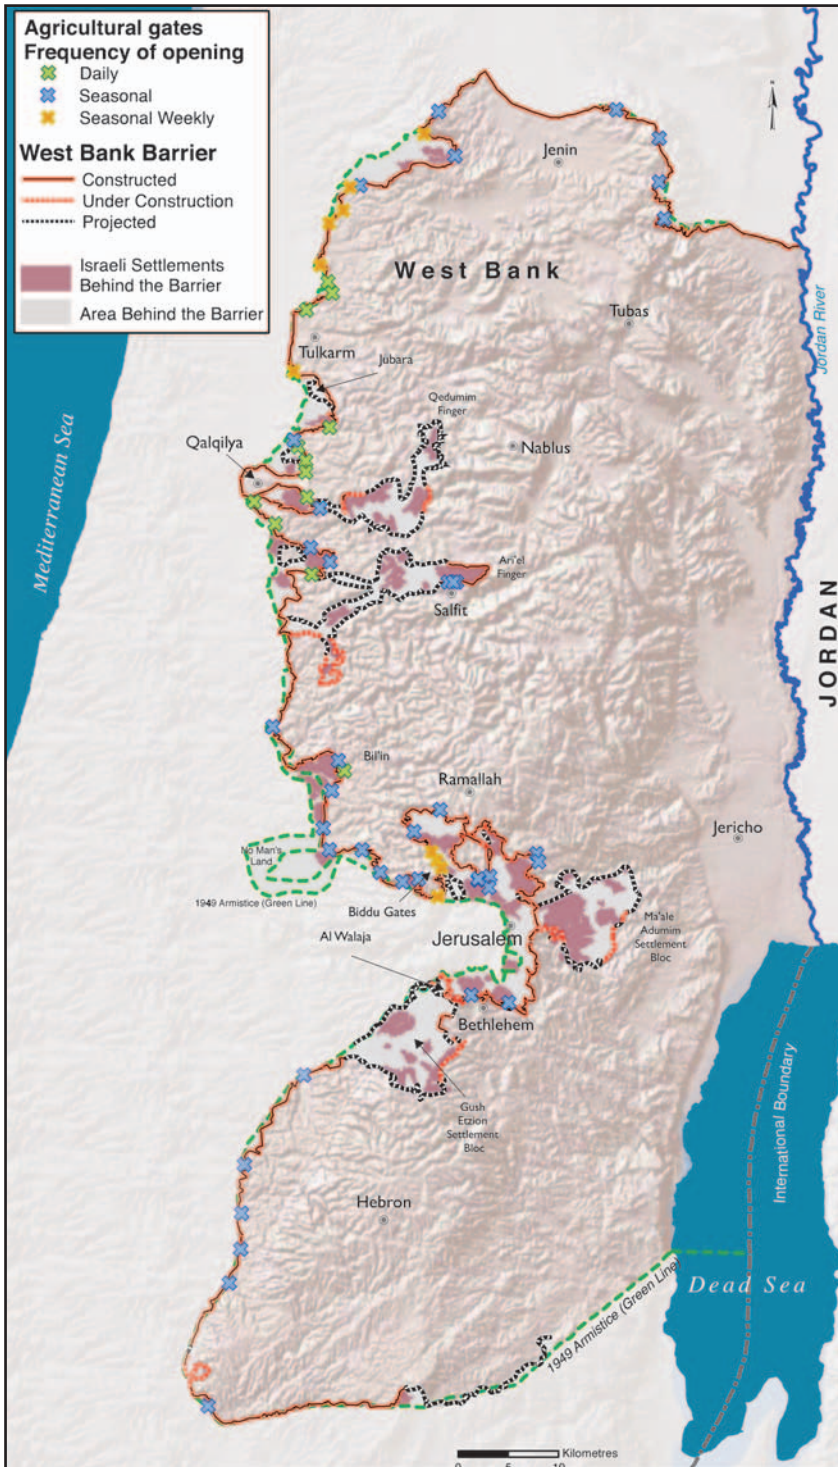 Agricultural gates
Frequency of opening
Daily
Seasonal
Seasonal Weekly
West Bank Barrier
Constructed
Under Construction
Projected
Israeli Settlements
Behind the Barrier
Area Behind the Barrier
Jenin
West Bank
Tubas
Jordan River
Tulkarm
Jubara
Qedumim
Finger
Nablus
Qalqilya
Mediterranean Sea
Ari'el
Finger
Salfit
JORDAN
Bil'in
Ramallah
Jericho
No Man's
Land
1949 Armistice (Green Line)
Biddu Gates
Ma'ale
Adumim
Settlement
Bloc
Al Walaja
Jerusalem
Bethlehem
International Boundary
Gush
Etzion
Settlement
Bloc
Hebron
Dead Sea
1949 Armistice (Green Line)
Kilometres
0 5 10